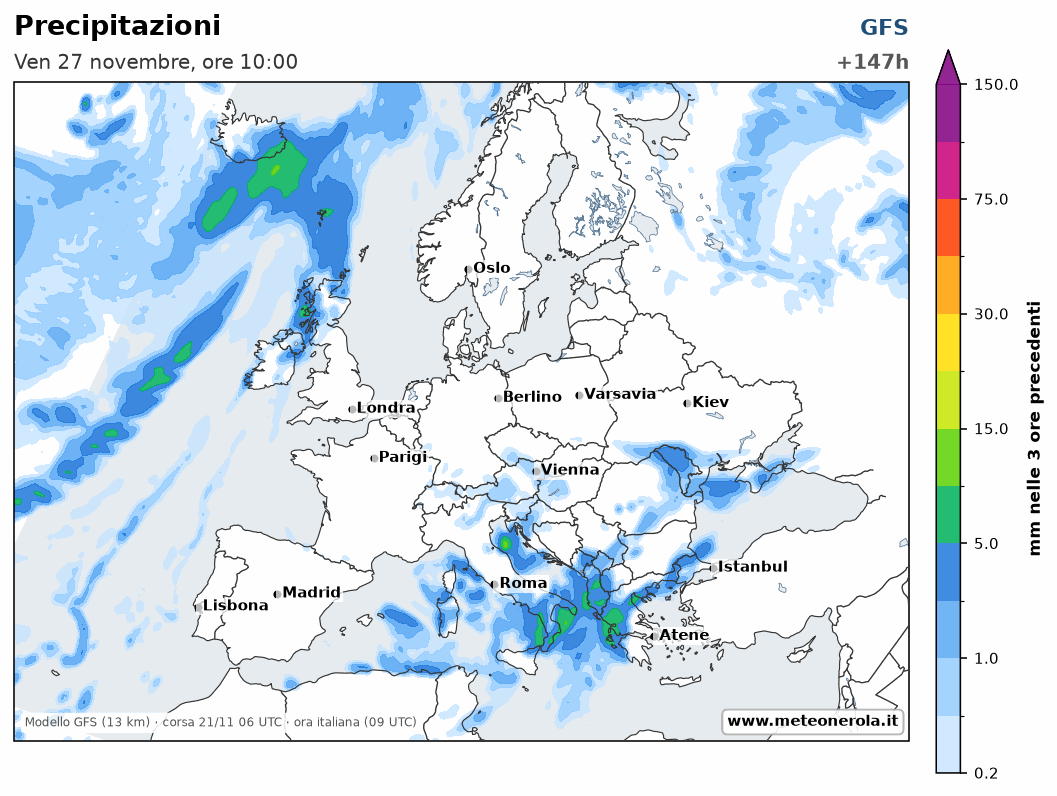 Precipitazioni
GFS
Ven 27 novembre, ore 10:00
+147h
150.0
75.0
30.0
15.0
5.0
1.0
0.2
mm nelle 3 ore precedenti
Oslo
Berlino
Varsavia
Kiev
Londra
Parigi
Vienna
Istanbul
Roma
Madrid
Lisbona
Atene
Modello GFS (13 km) · corsa 21/11 06 UTC · ora italiana (09 UTC)
www.meteonerola.it